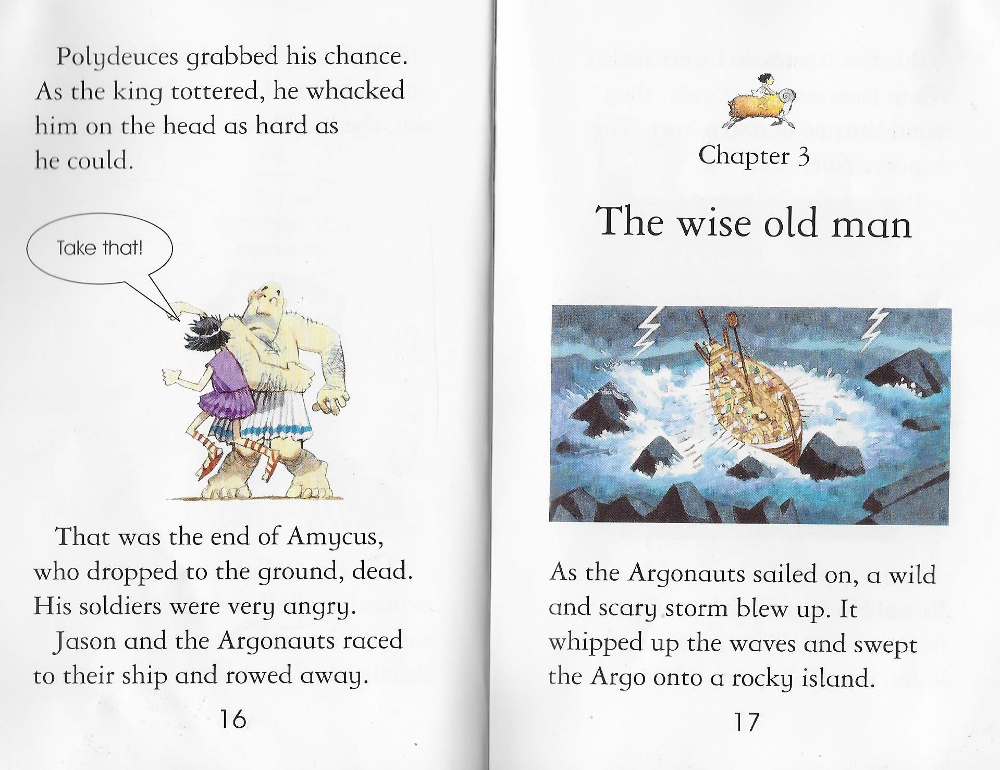 Polydeuces grabbed his chance.
As the king tottered, he whacked
him on the head as hard as
he could.
Take that!
That was the end of Amycus,
who dropped to the ground, dead.
His soldiers were very angry.
Jason and the Argonauts raced
to their ship and rowed away.
16
Chapter 3
The wise old man
As the Argonauts sailed on, a wild
and scary storm blew up. It
whipped up the waves and swept
the Argo onto a rocky island.
17